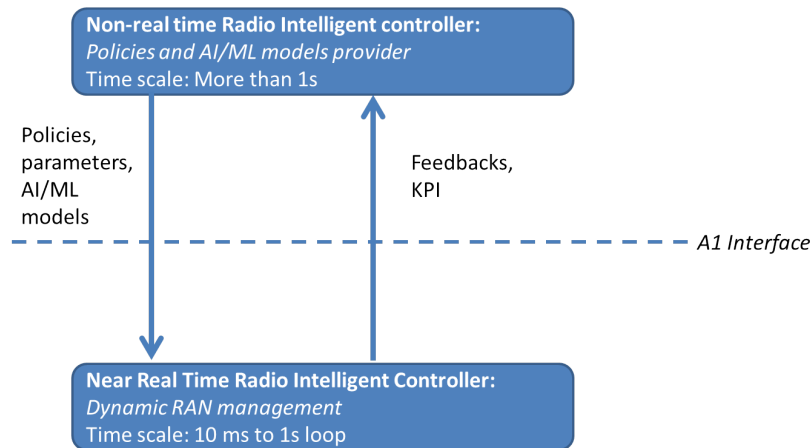 Non-real time Radio Intelligent controller:
Policies and AI/ML models provider
Time scale: More than 1s
Policies,
parameters,
AI/ML
models
Feedbacks,
KPI
A1 Interface
Near Real Time Radio Intelligent Controller:
Dynamic RAN management
Time scale: 10 ms to 1s loop